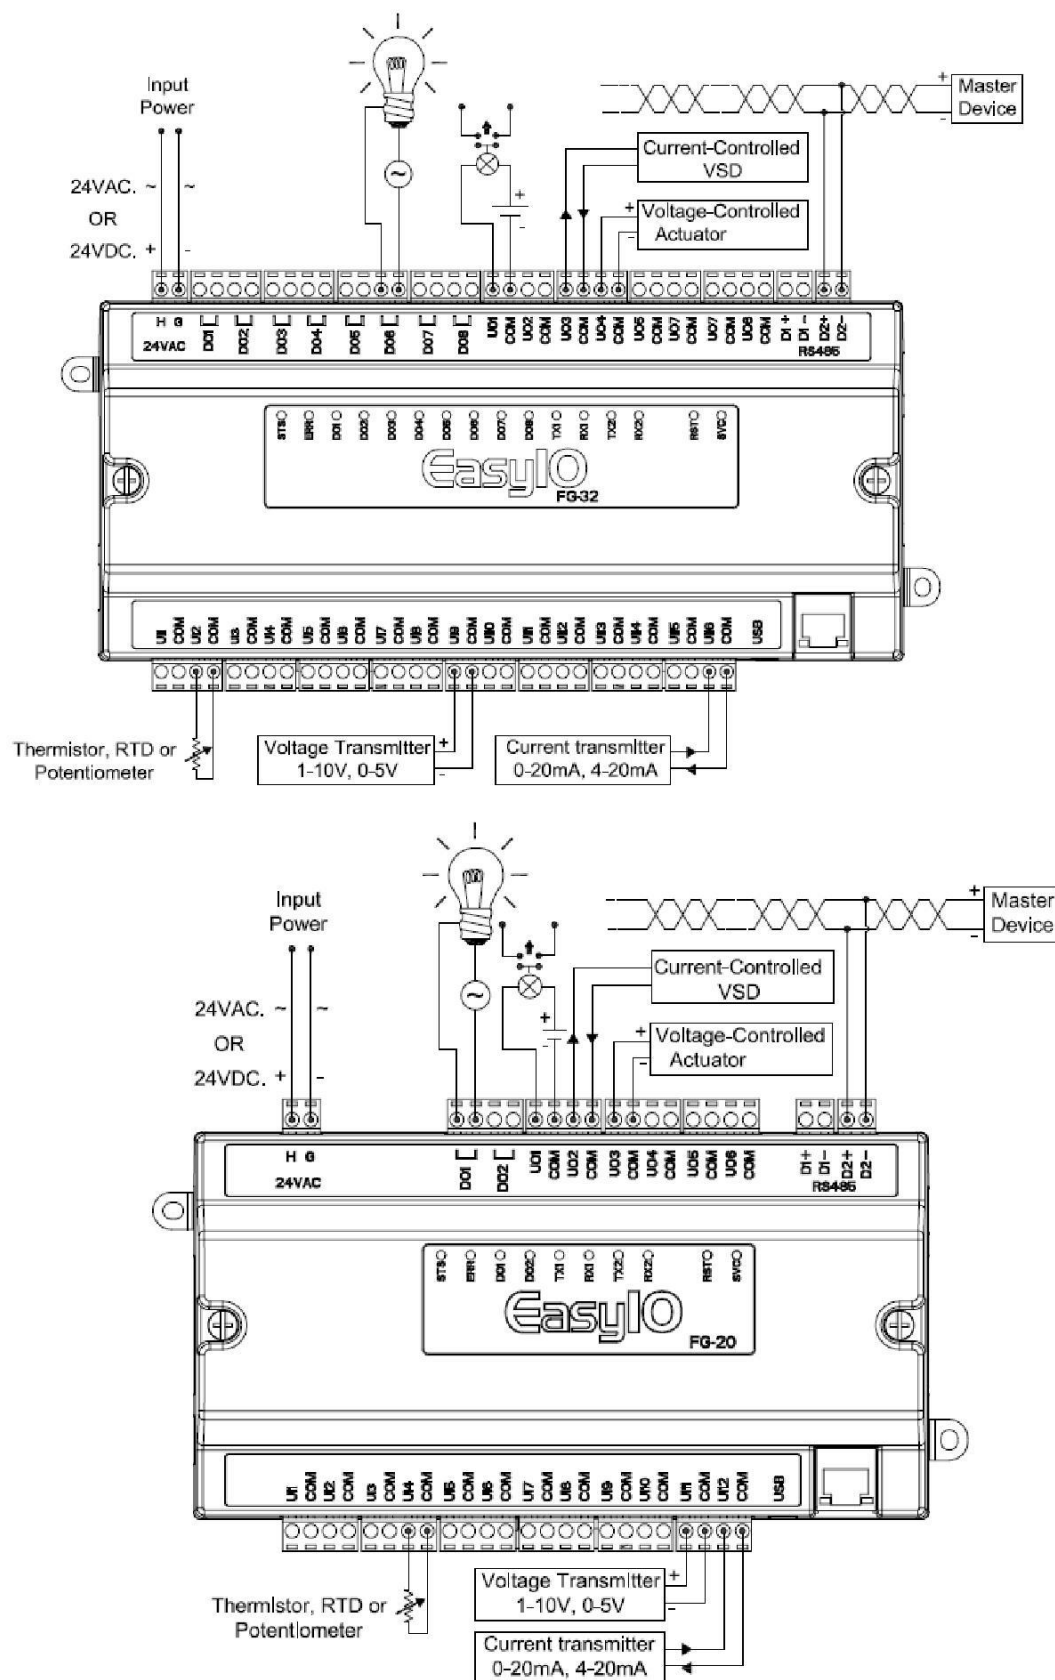 Input
Power
24VAC. ~ ~
OR
24VDC. + -
~
+
-
Current-Controlled
VSD
+ Voltage-Controlled
- Actuator
+ Master
- Device
H G
24VAC
DO1
DO2
DO3
DO4
DO5
DO6
DO7
DO8
UO1
COM
UO2
COM
UO3
COM
UO4
COM
UO5
COM
UO7
COM
UO7
COM
UO8
COM
D1+
D1-
D2+
D2-
RS485
STS
ERR
DO1
DO2
DO3
DO4
DO5
DO6
DO7
DO8
TX1
RX1
TX2
RX2
RST
SVC
EasyIO
FG-32
UI1
COM
UI2
COM
UI3
COM
UI4
COM
UI5
COM
UI6
COM
UI7
COM
UI8
COM
UI9
COM
UI10
COM
UI11
COM
UI12
COM
UI13
COM
UI14
COM
UI15
COM
UI16
COM
USB
Thermistor, RTD or
Potentiometer
Voltage Transmitter +
1-10V, 0-5V -
Current transmitter
0-20mA, 4-20mA
Input
Power
24VAC. ~ ~
OR
24VDC. + -
~
+
-
Current-Controlled
VSD
+ Voltage-Controlled
- Actuator
+ Master
- Device
H G
24VAC
DO1
DO2
UO1
COM
UO2
COM
UO3
COM
UO4
COM
UO5
COM
UO6
COM
D1+
D1-
D2+
D2-
RS485
STS
ERR
DO1
DO2
TX1
RX1
TX2
RX2
RST
SVC
EasyIO
FG-20
UI1
COM
UI2
COM
UI3
COM
UI4
COM
UI5
COM
UI6
COM
UI7
COM
UI8
COM
UI9
COM
UI10
COM
UI11
COM
UI12
COM
USB
Thermistor, RTD or
Potentiometer
Voltage Transmitter +
1-10V, 0-5V -
Current transmitter
0-20mA, 4-20mA